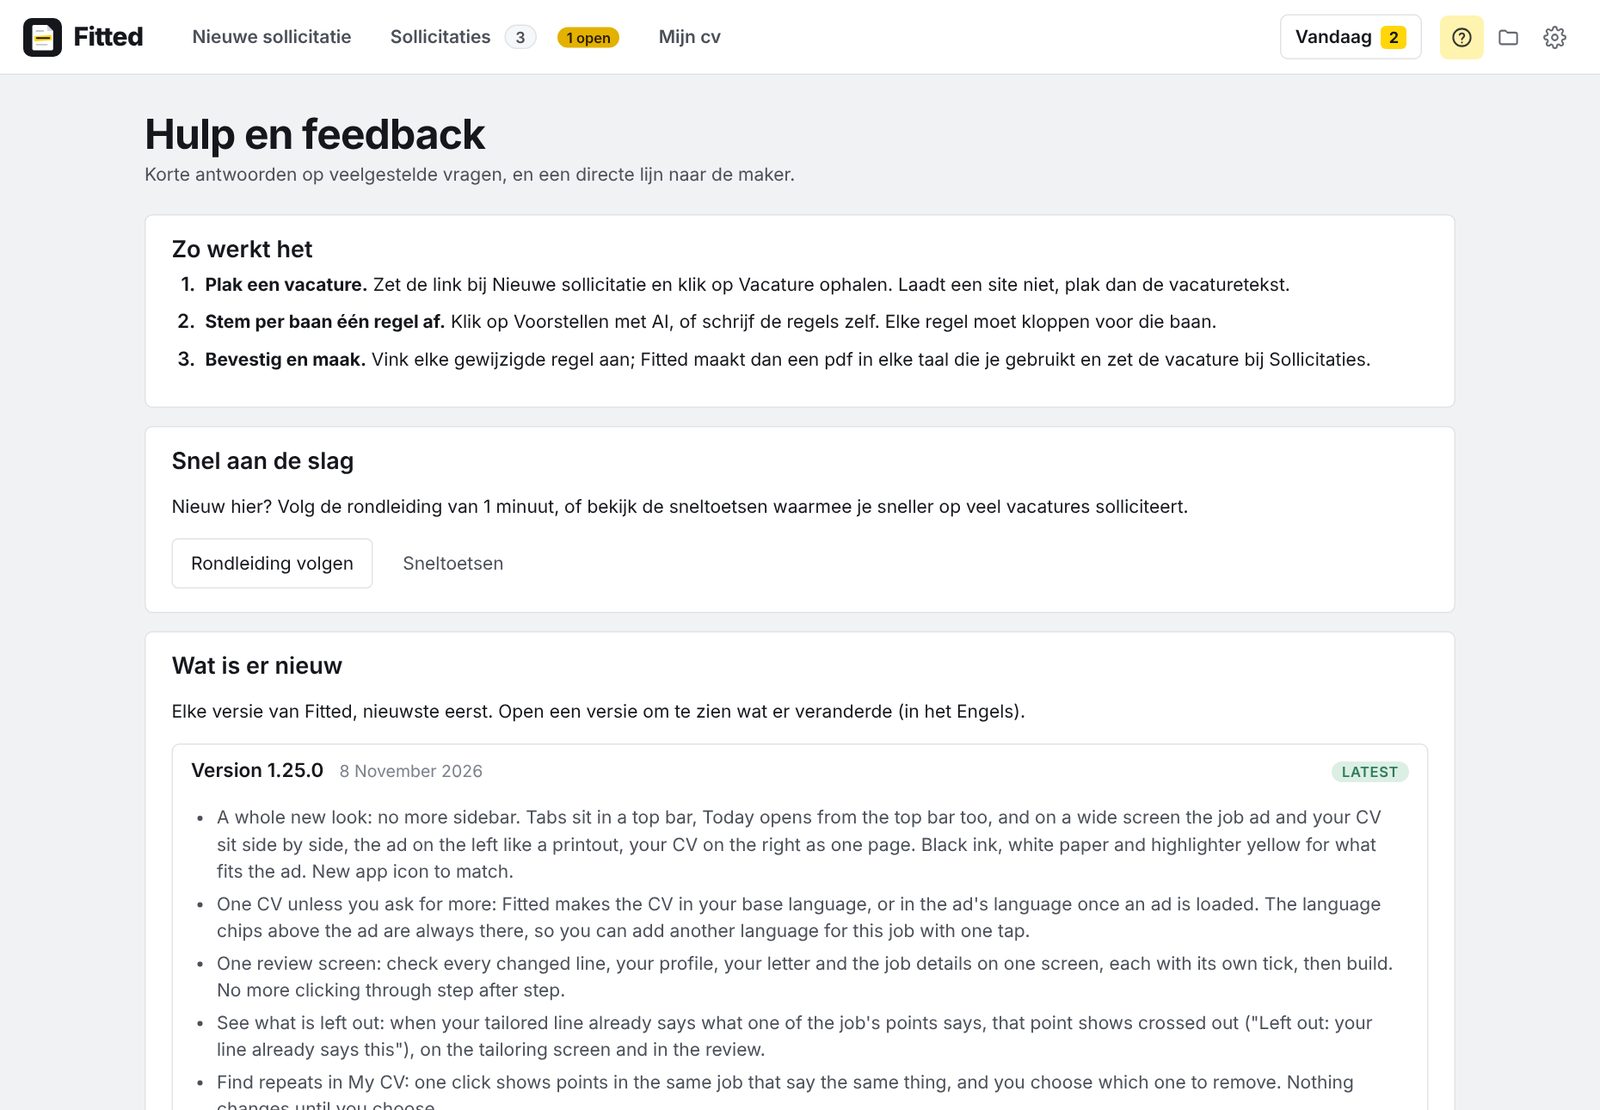 Fitted
Nieuwe sollicitatie
Sollicitaties 3 1 open
Mijn cv
Vandaag 2
Hulp en feedback
Korte antwoorden op veelgestelde vragen, en een directe lijn naar de maker.
Zo werkt het
1. Plak een vacature. Zet de link bij Nieuwe sollicitatie en klik op Vacature ophalen. Laadt een site niet, plak dan de vacaturetekst.
2. Stem per baan één regel af. Klik op Voorstellen met AI, of schrijf de regels zelf. Elke regel moet kloppen voor die baan.
3. Bevestig en maak. Vink elke gewijzigde regel aan; Fitted maakt dan een pdf in elke taal die je gebruikt en zet de vacature bij Sollicitaties.
Snel aan de slag
Nieuw hier? Volg de rondleiding van 1 minuut, of bekijk de sneltoetsen waarmee je sneller op veel vacatures solliciteert.
Rondleiding volgen
Sneltoetsen
Wat is er nieuw
Elke versie van Fitted, nieuwste eerst. Open een versie om te zien wat er veranderde (in het Engels).
Version 1.25.0 8 November 2026
LATEST
• A whole new look: no more sidebar. Tabs sit in a top bar, Today opens from the top bar too, and on a wide screen the job ad and your CV
sit side by side, the ad on the left like a printout, your CV on the right as one page. Black ink, white paper and highlighter yellow for what
fits the ad. New app icon to match.
• One CV unless you ask for more: Fitted makes the CV in your base language, or in the ad's language once an ad is loaded. The language
chips above the ad are always there, so you can add another language for this job with one tap.
• One review screen: check every changed line, your profile, your letter and the job details on one screen, each with its own tick, then build.
No more clicking through step after step.
• See what is left out: when your tailored line already says what one of the job's points says, that point shows crossed out ("Left out: your
line already says this"), on the tailoring screen and in the review.
• Find repeats in My CV: one click shows points in the same job that say the same thing, and you choose which one to remove. Nothing
changes until you choose.